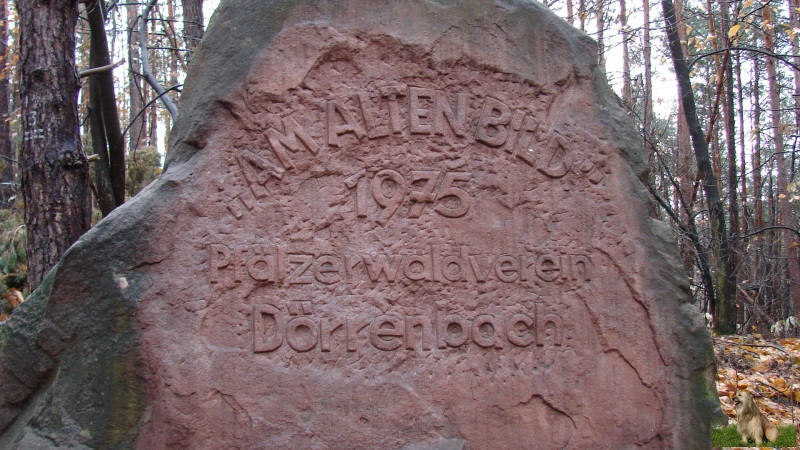 "AM ALTEN BILD"
1975
Pfälzerwaldverein
Dörrenbach